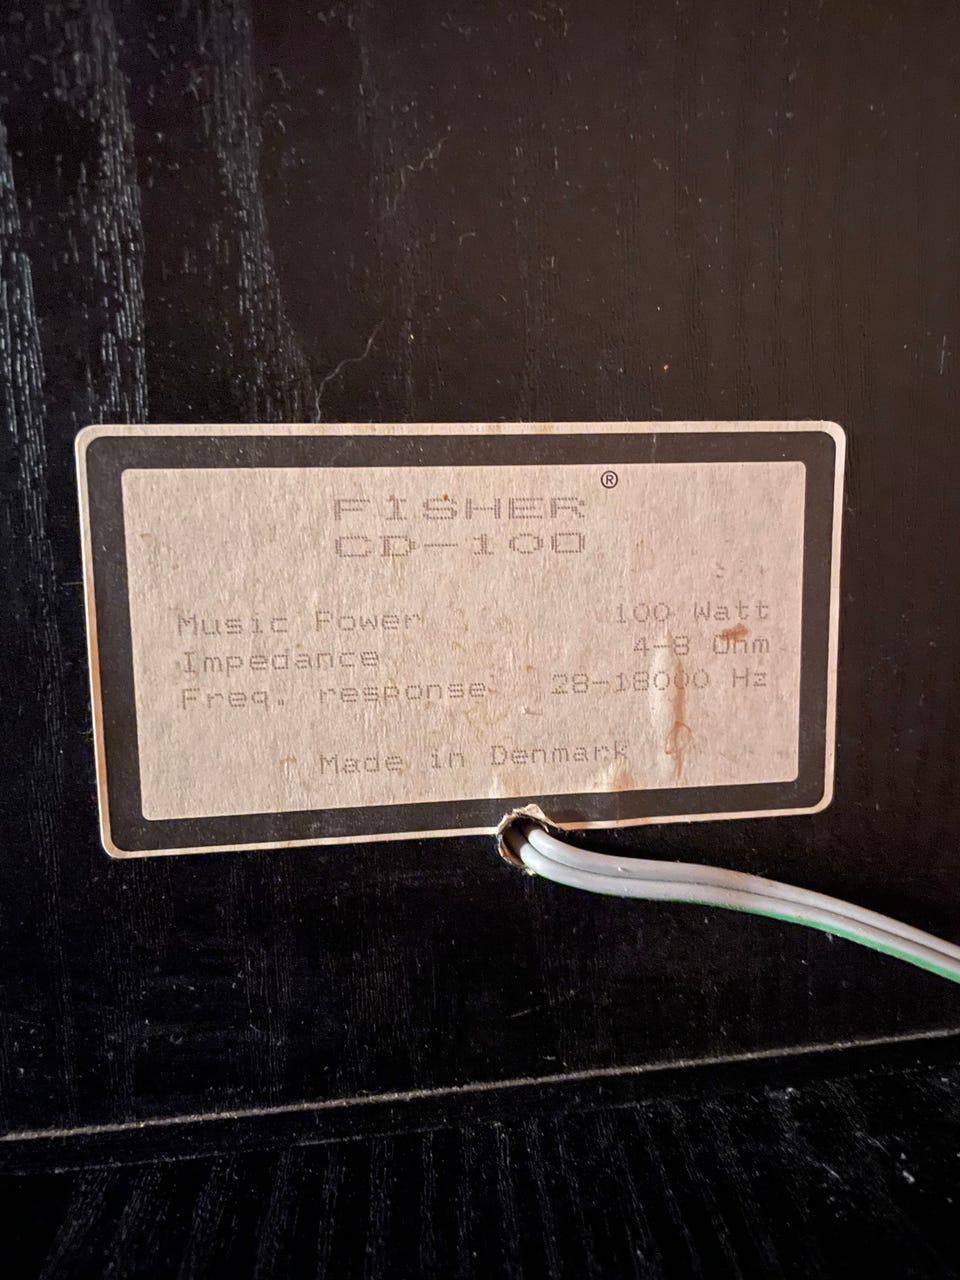 FISHER®
CD-100
Music Power 100 Watt
Impedance 4-8 Ohm
Freq. response 28-18000 Hz
Made in Denmark